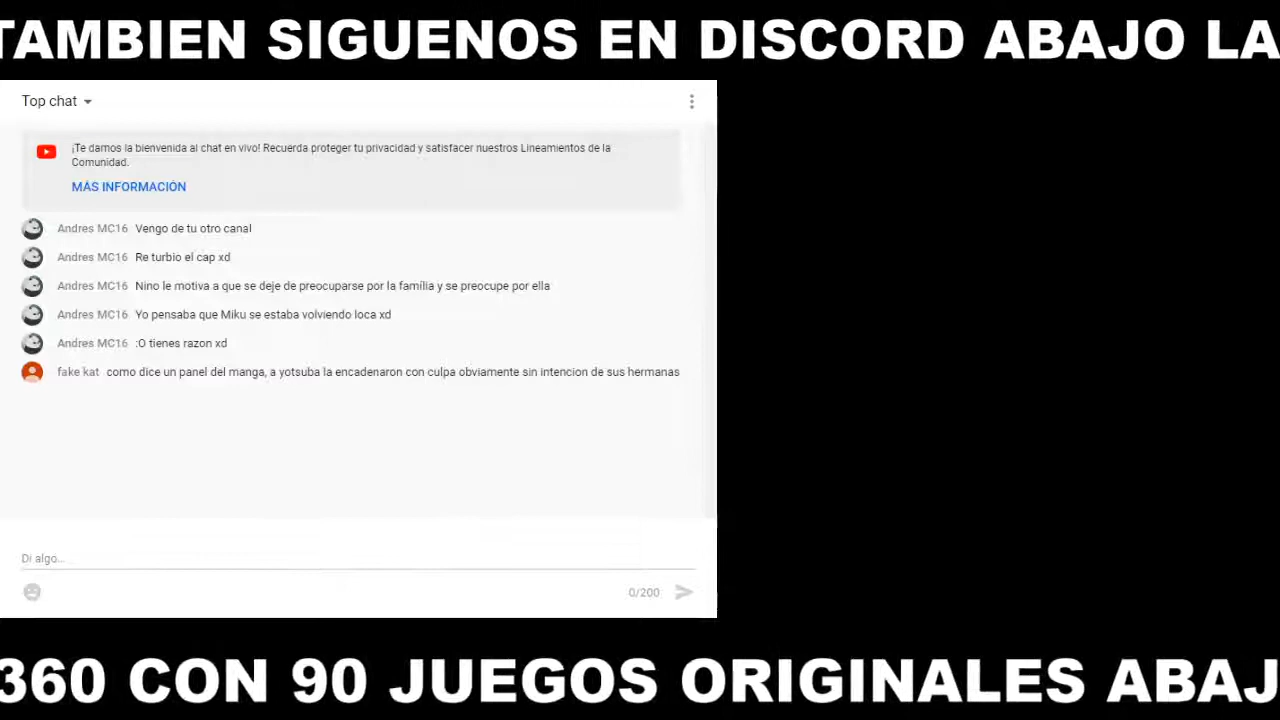 TAMBIEN SIGUENOS EN DISCORD ABAJO LA
Top chat
¡Te damos la bienvenida al chat en vivo! Recuerda proteger tu privacidad y satisfacer nuestros Lineamientos de la
Comunidad.
MÁS INFORMACIÓN
Andres MC16 Vengo de tu otro canal
Andres MC16 Re turbio el cap xd
Andres MC16 Nino le motiva a que se deje de preocuparse por la família y se preocupe por ella
Andres MC16 Yo pensaba que Miku se estaba volviendo loca xd
Andres MC16 :O tienes razon xd
fake kat como dice un panel del manga, a yotsuba la encadenaron con culpa obviamente sin intencion de sus hermanas
Di algo...
0/200
360 CON 90 JUEGOS ORIGINALES ABAJ